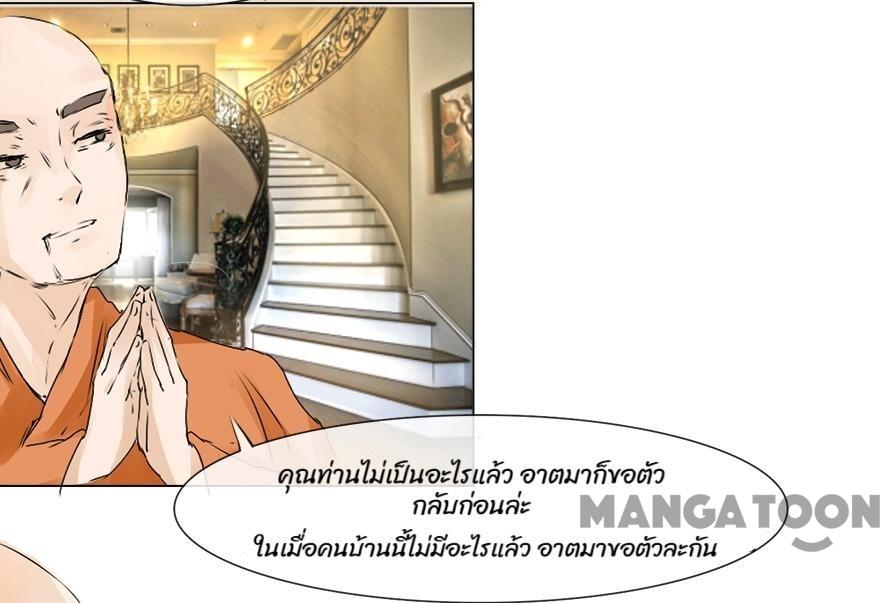 คุณท่านไม่เป็นอะไรแล้ว อาตมาก็ขอตัว
กลับก่อนล่ะ
ในเมื่อคนบ้านนี้ไม่มีอะไรแล้ว อาตมาขอตัวละกัน
MANGATOON